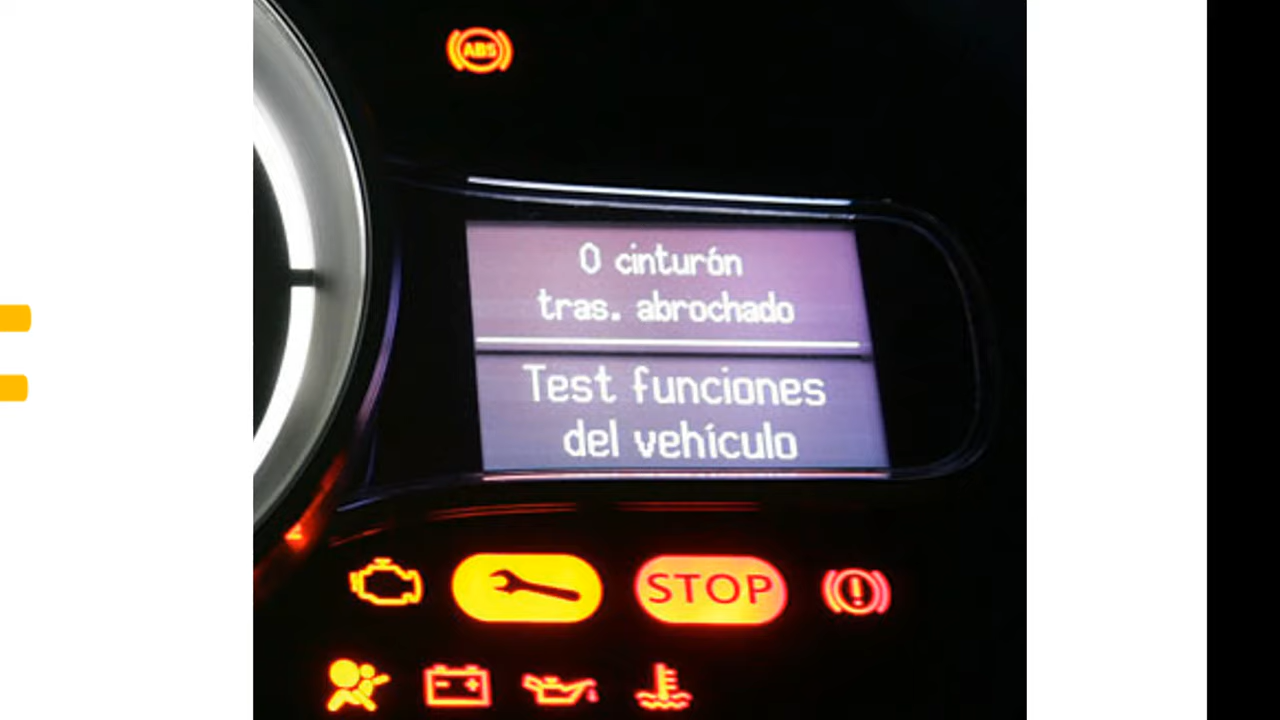 ABS
0 cinturón
tras. abrochado
Test funciones
del vehículo
STOP